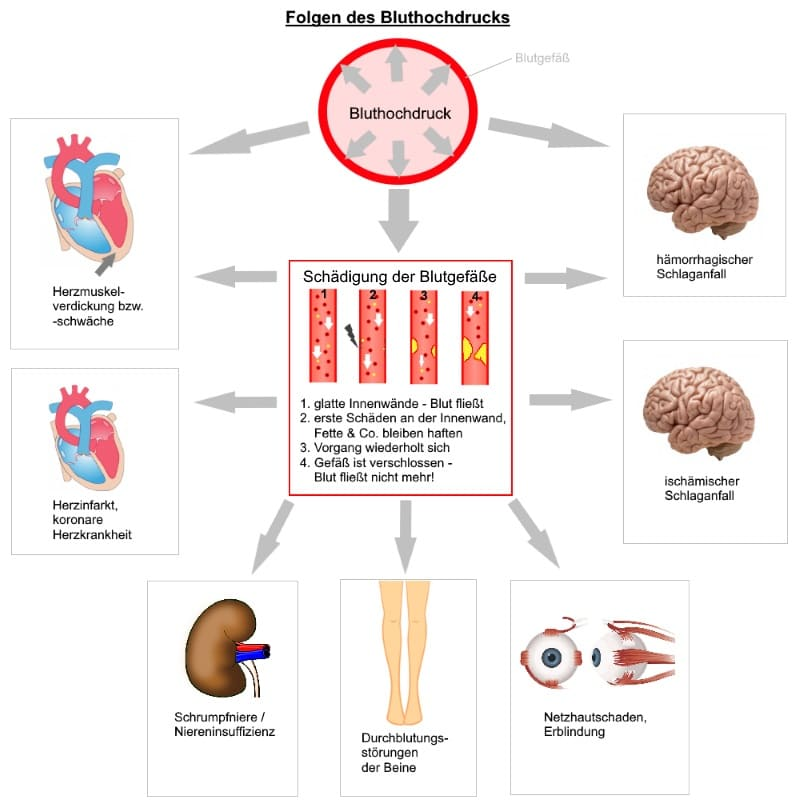 Folgen des Bluthochdrucks
Blutgefäß
Bluthochdruck
Herzmuskel-
verdickung bzw.
-schwäche
hämorrhagischer
Schlaganfall
Schädigung der Blutgefäße
1 2 3 4
1. glatte Innenwände - Blut fließt
2. erste Schäden an der Innenwand,
Fette & Co. bleiben haften
3. Vorgang wiederholt sich
4. Gefäß ist verschlossen -
Blut fließt nicht mehr!
Herzinfarkt,
koronare
Herzkrankheit
ischämischer
Schlaganfall
Schrumpfniere /
Niereninsuffizienz
Durchblutungs-
störungen
der Beine
Netzhautschaden,
Erblindung